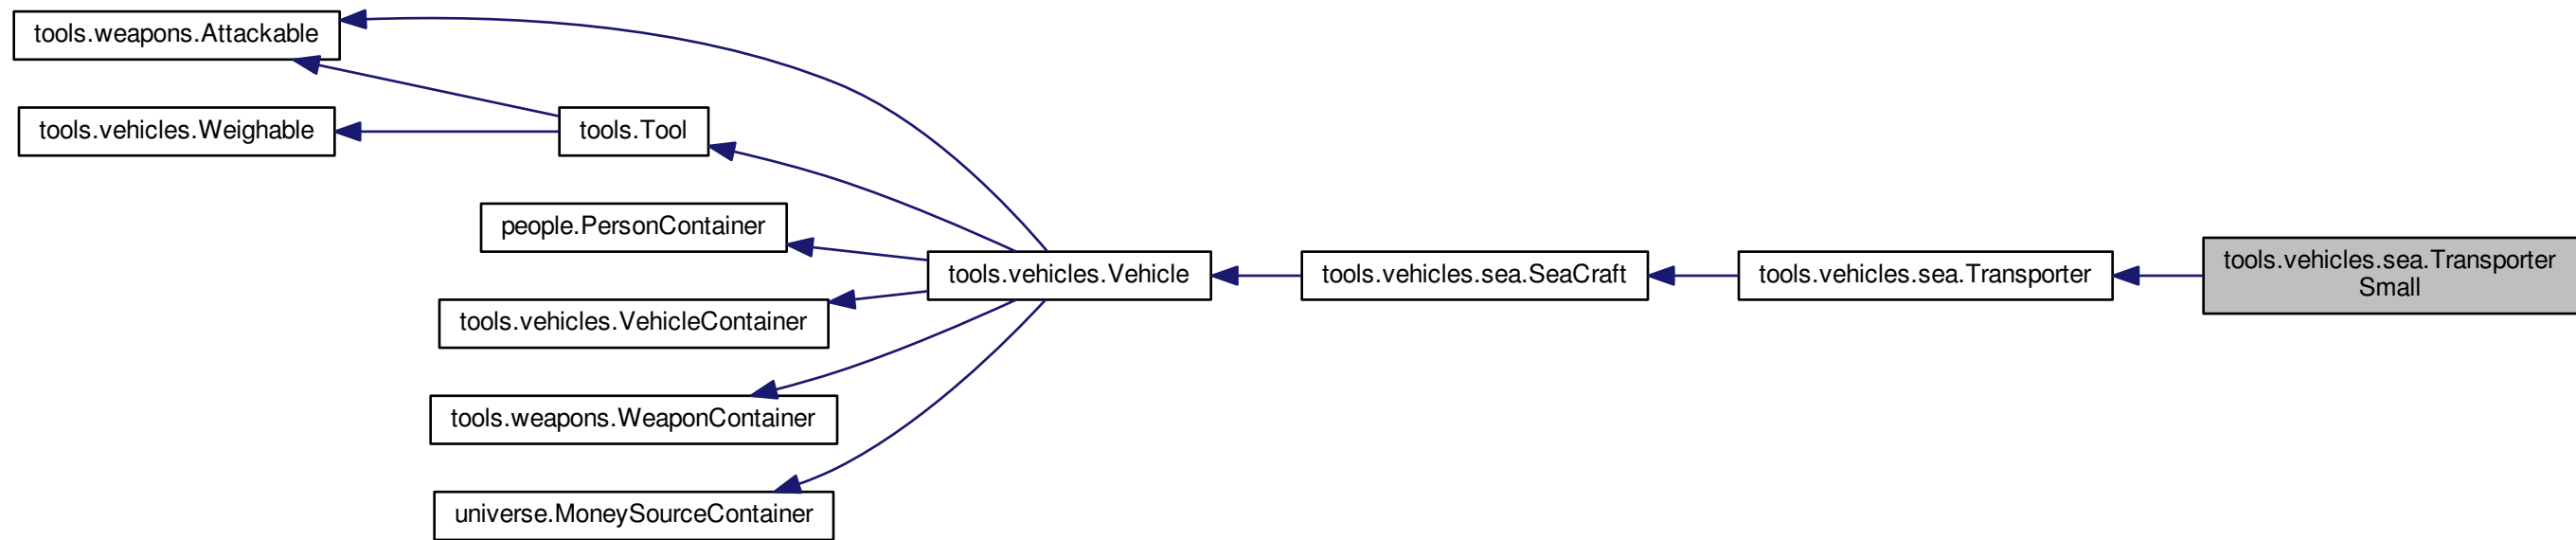 tools.weapons.Attackable
tools.vehicles.Weighable
tools.Tool
people.PersonContainer
tools.vehicles.VehicleContainer
tools.weapons.WeaponContainer
universe.MoneySourceContainer
tools.vehicles.Vehicle
tools.vehicles.sea.SeaCraft
tools.vehicles.sea.Transporter
tools.vehicles.sea.Transporter
Small